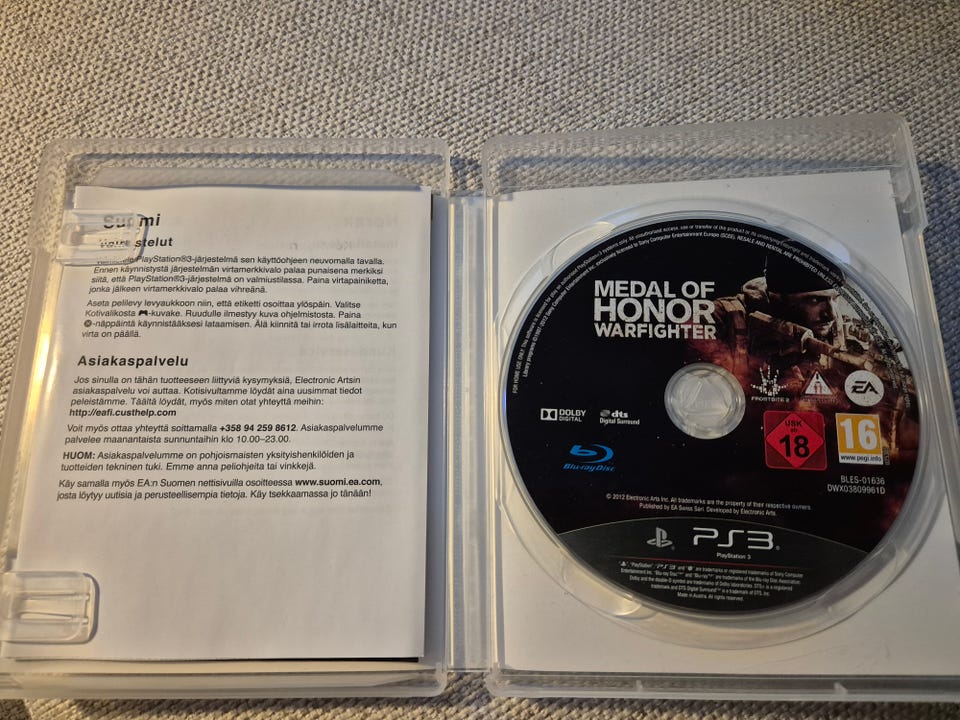 Suomi
PlayStation®3-järjestelmä sen käyttöohjeen neuvomalla tavalla.
Ennen käynnistystä järjestelmän virtamerkkivalo palaa punaisena merkiksi
siitä, että PlayStation®3-järjestelmä on valmiustilassa. Paina virtapainiketta,
jonka jälkeen virtamerkkivalo palaa vihreänä.
Aseta pelilevy levyaukkoon niin, että etiketti osoittaa ylöspäin. Valitse
Kotivalikosta -kuvake. Ruudulle ilmestyy kuva ohjelmistosta. Paina
-näppäintä käynnistääksesi lataamisen. Älä kiinnitä tai irrota lisälaitteita, kun
virta on päällä.
Asiakaspalvelu
Jos sinulla on tähän tuotteeseen liittyviä kysymyksiä, Electronic Artsin
asiakaspalvelu voi auttaa. Kotisivultamme löydät aina uusimmat tiedot
peleistämme. Täältä löydät, myös miten otat yhteyttä meihin:
http://eafi.custhelp.com
Voit myös ottaa yhteyttä soittamalla +358 94 259 8612. Asiakaspalvelumme
palvelee maanantaista sunnuntaihin klo 10.00–23.00.
HUOM: Asiakaspalvelumme on pohjoismaisten yksityishenkilöiden ja
tuotteiden tekninen tuki. Emme anna peliohjeita tai vinkkejä.
Käy samalla myös EA:n Suomen nettisivuilla osoitteessa www.suomi.ea.com,
josta löytyy uutisia ja perusteellisempia tietoja. Käy tsekkaamassa jo tänään!
MEDAL OF
HONOR
WARFIGHTER
FROSTBITE 2
EA
DOLBY
DIGITAL
dts
Digital Surround
Blu-ray Disc
USK
ab
18
16
www.pegi.info
BLES-01636
DWX03809961D
© 2012 Electronic Arts Inc. All trademarks are the property of their respective owners.
Published by EA Swiss Sàrl. Developed by Electronic Arts.
PS3
PlayStation 3
Made in Austria. All rights reserved.